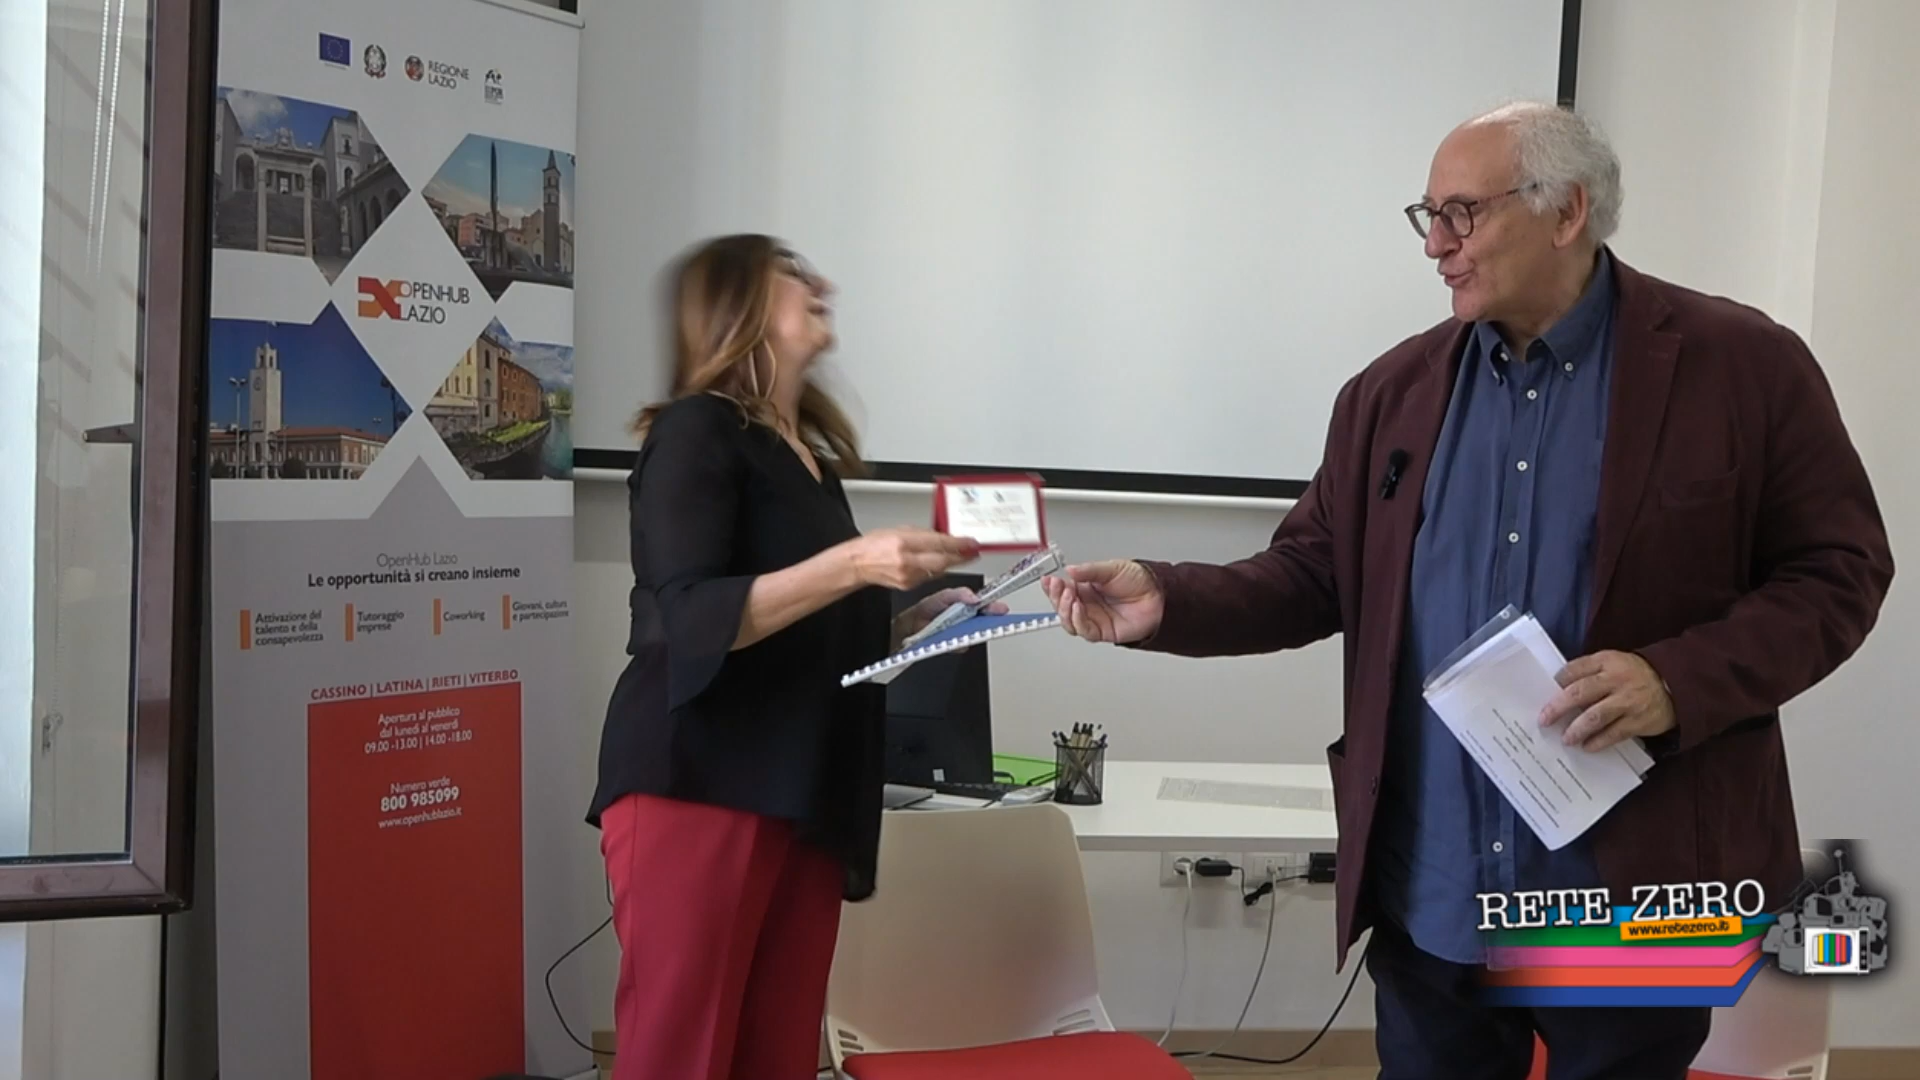 REGIONE
LAZIO
OPENHUB
LAZIO
OpenHub Lazio
Le opportunità si creano insieme
Attivazione del
talento e della
consapevolezza
Tutoraggio
imprese
Coworking
Giovani, cultura
e partecipazione
CASSINO | LATINA | RIETI | VITERBO
Apertura al pubblico
dal lunedì al venerdì
09.00 -13.00 | 14.00 -18.00
Numero verde
800 985099
www.openhublazio.it
RETE ZERO
www.retezero.it